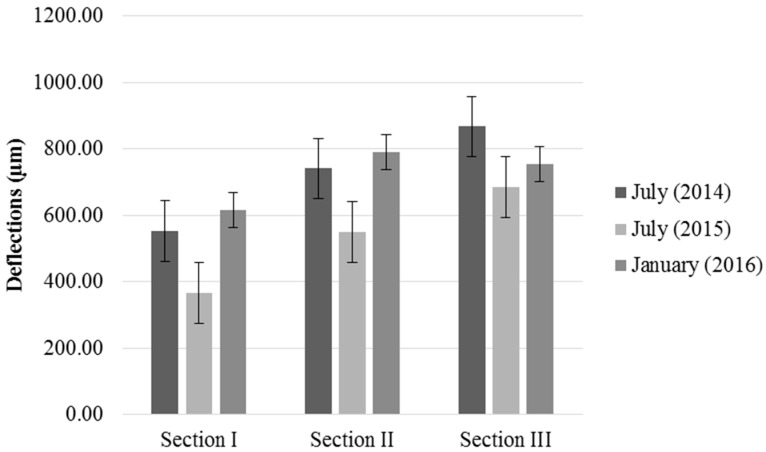 1200.00
1000.00
800.00
600.00
400.00
200.00
0.00
Deflections (μm)
Section I
Section II
Section III
July (2014)
July (2015)
January (2016)